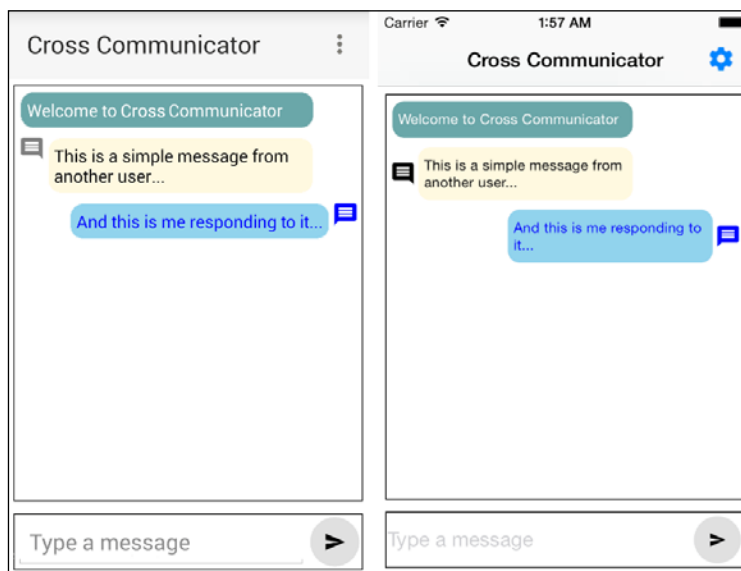 Cross Communicator
Welcome to Cross Communicator
This is a simple message from
another user...
And this is me responding to it...
Type a message
Carrier 1:57 AM
Cross Communicator
Welcome to Cross Communicator
This is a simple message from
another user...
And this is me responding to
it...
Type a message